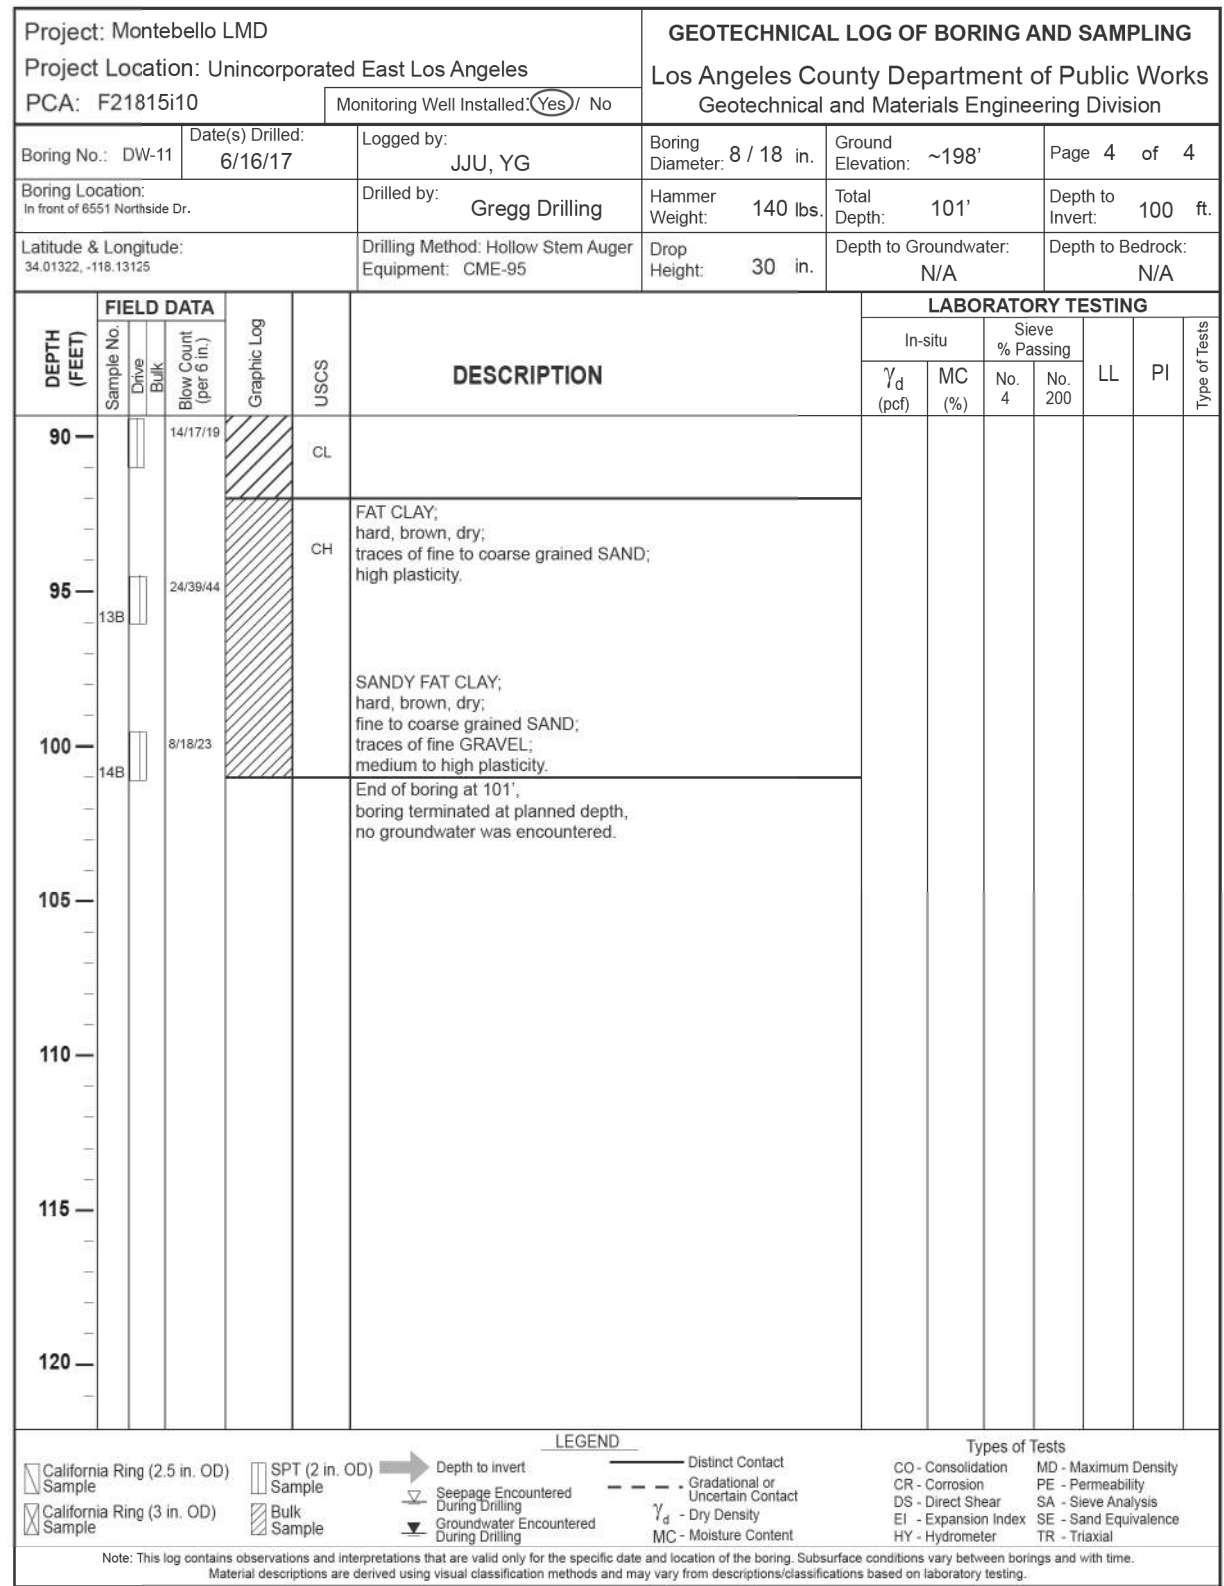 Project: Montebello LMD
Project Location: Unincorporated East Los Angeles
PCA: F21815i10
Monitoring Well Installed: Yes / No
GEOTECHNICAL LOG OF BORING AND SAMPLING
Los Angeles County Department of Public Works
Geotechnical and Materials Engineering Division
Boring No.: DW-11
Date(s) Drilled:
6/16/17
Logged by:
JJU, YG
Boring
Diameter: 8 / 18 in.
Ground
Elevation: ~198'
Page 4 of 4
Boring Location:
In front of 6551 Northside Dr.
Drilled by:
Gregg Drilling
Hammer
Weight: 140 lbs.
Total
Depth: 101'
Depth to
Invert: 100 ft.
Latitude & Longitude:
34.01322, -118.13125
Drilling Method: Hollow Stem Auger
Equipment: CME-95
Drop
Height: 30 in.
Depth to Groundwater:
N/A
Depth to Bedrock:
N/A
DEPTH
(FEET)
FIELD DATA
Sample No.
Drive
Bulk
Blow Count
(per 6 in.)
Graphic Log
USCS
DESCRIPTION
LABORATORY TESTING
In-situ
Sieve
% Passing
γd
(pcf)
MC
(%)
No.
4
No.
200
LL
PI
Type of Tests
90
14/17/19
CL
FAT CLAY;
hard, brown, dry;
traces of fine to coarse grained SAND;
high plasticity.
CH
95
24/39/44
13B
SANDY FAT CLAY;
hard, brown, dry;
fine to coarse grained SAND;
traces of fine GRAVEL;
medium to high plasticity.
100
8/18/23
14B
End of boring at 101',
boring terminated at planned depth,
no groundwater was encountered.
105
110
115
120
LEGEND
California Ring (2.5 in. OD)
Sample
California Ring (3 in. OD)
Sample
SPT (2 in. OD)
Sample
Bulk
Sample
Depth to invert
Seepage Encountered
During Drilling
Groundwater Encountered
During Drilling
Distinct Contact
Gradational or
Uncertain Contact
γd - Dry Density
MC - Moisture Content
Types of Tests
CO - Consolidation
CR - Corrosion
DS - Direct Shear
EI - Expansion Index
HY - Hydrometer
MD - Maximum Density
PE - Permeability
SA - Sieve Analysis
SE - Sand Equivalence
TR - Triaxial
Note: This log contains observations and interpretations that are valid only for the specific date and location of the boring. Subsurface conditions vary between borings and with time.
Material descriptions are derived using visual classification methods and may vary from descriptions/classifications based on laboratory testing.